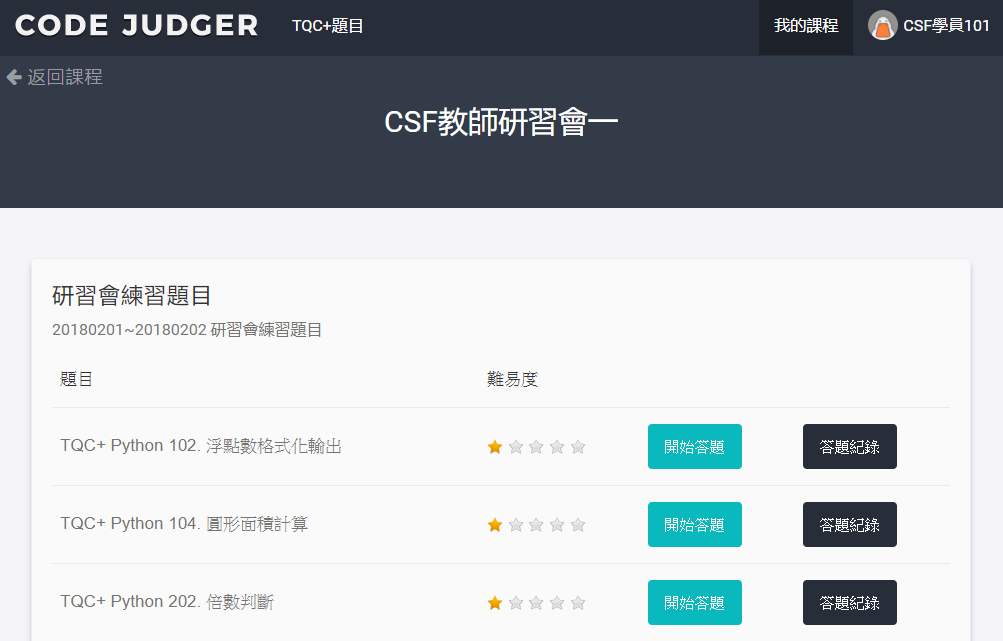 CODE JUDGER TQC+題目 我的課程 CSF學員101
返回課程
CSF教師研習會一
研習會練習題目
20180201~20180202 研習會練習題目
題目 難易度
TQC+ Python 102. 浮點數格式化輸出 開始答題 答題紀錄
TQC+ Python 104. 圓形面積計算 開始答題 答題紀錄
TQC+ Python 202. 倍數判斷 開始答題 答題紀錄